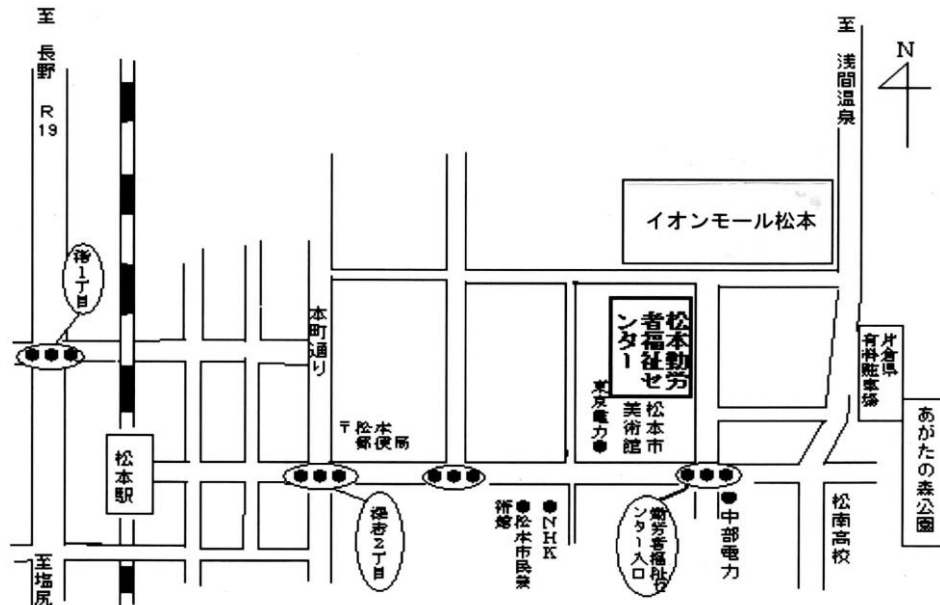 至 長野
R19
至 浅間温泉
N
イオンモール松本
渚1丁目
本町通り
松本勤労
者福祉セ
ンター
東京電力
松本市
美術館
片倉県
有料駐車場
あがたの森公園
〒松本
郵便局
松本駅
深志2丁目
NHK
松本市民芸
術館
勤労者福祉セ
ンター入口
中部電力
松南高校
至塩尻